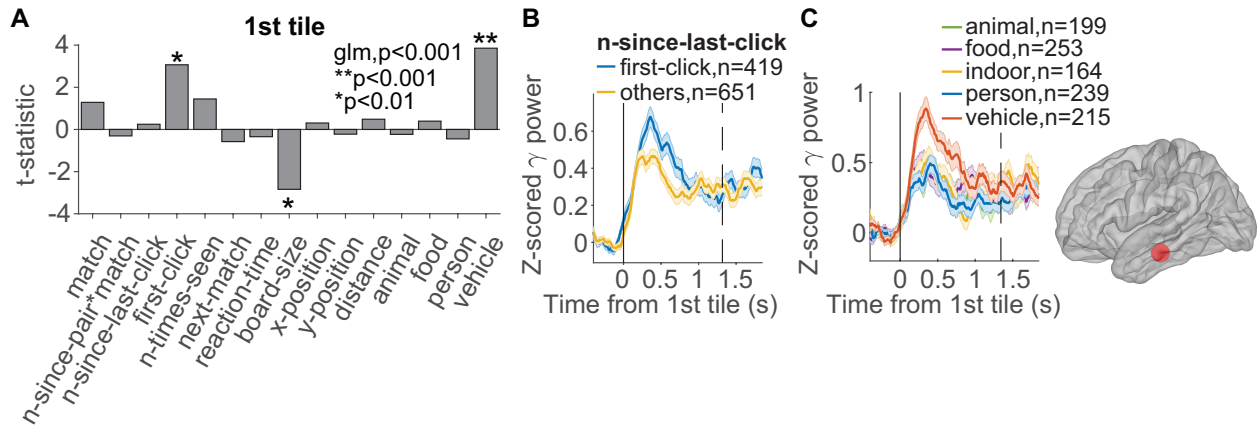 A
1st tile
4
2
0
-2
-4
t-statistic
glm,p<0.001
**p<0.001
*p<0.01
*
*
**
match
n-since-pair*match
n-since-last-click
first-click
n-times-seen
next-match
reaction-time
board-size
x-position
y-position
distance
animal
food
person
vehicle
B
n-since-last-click
first-click,n=419
others,n=651
Z-scored γ power
0.6
0.4
0.2
0
0
0.5
1
1.5
Time from 1st tile (s)
C
animal,n=199
food,n=253
indoor,n=164
person,n=239
vehicle,n=215
Z-scored γ power
1
0.5
0
0
0.5
1
1.5
Time from 1st tile (s)